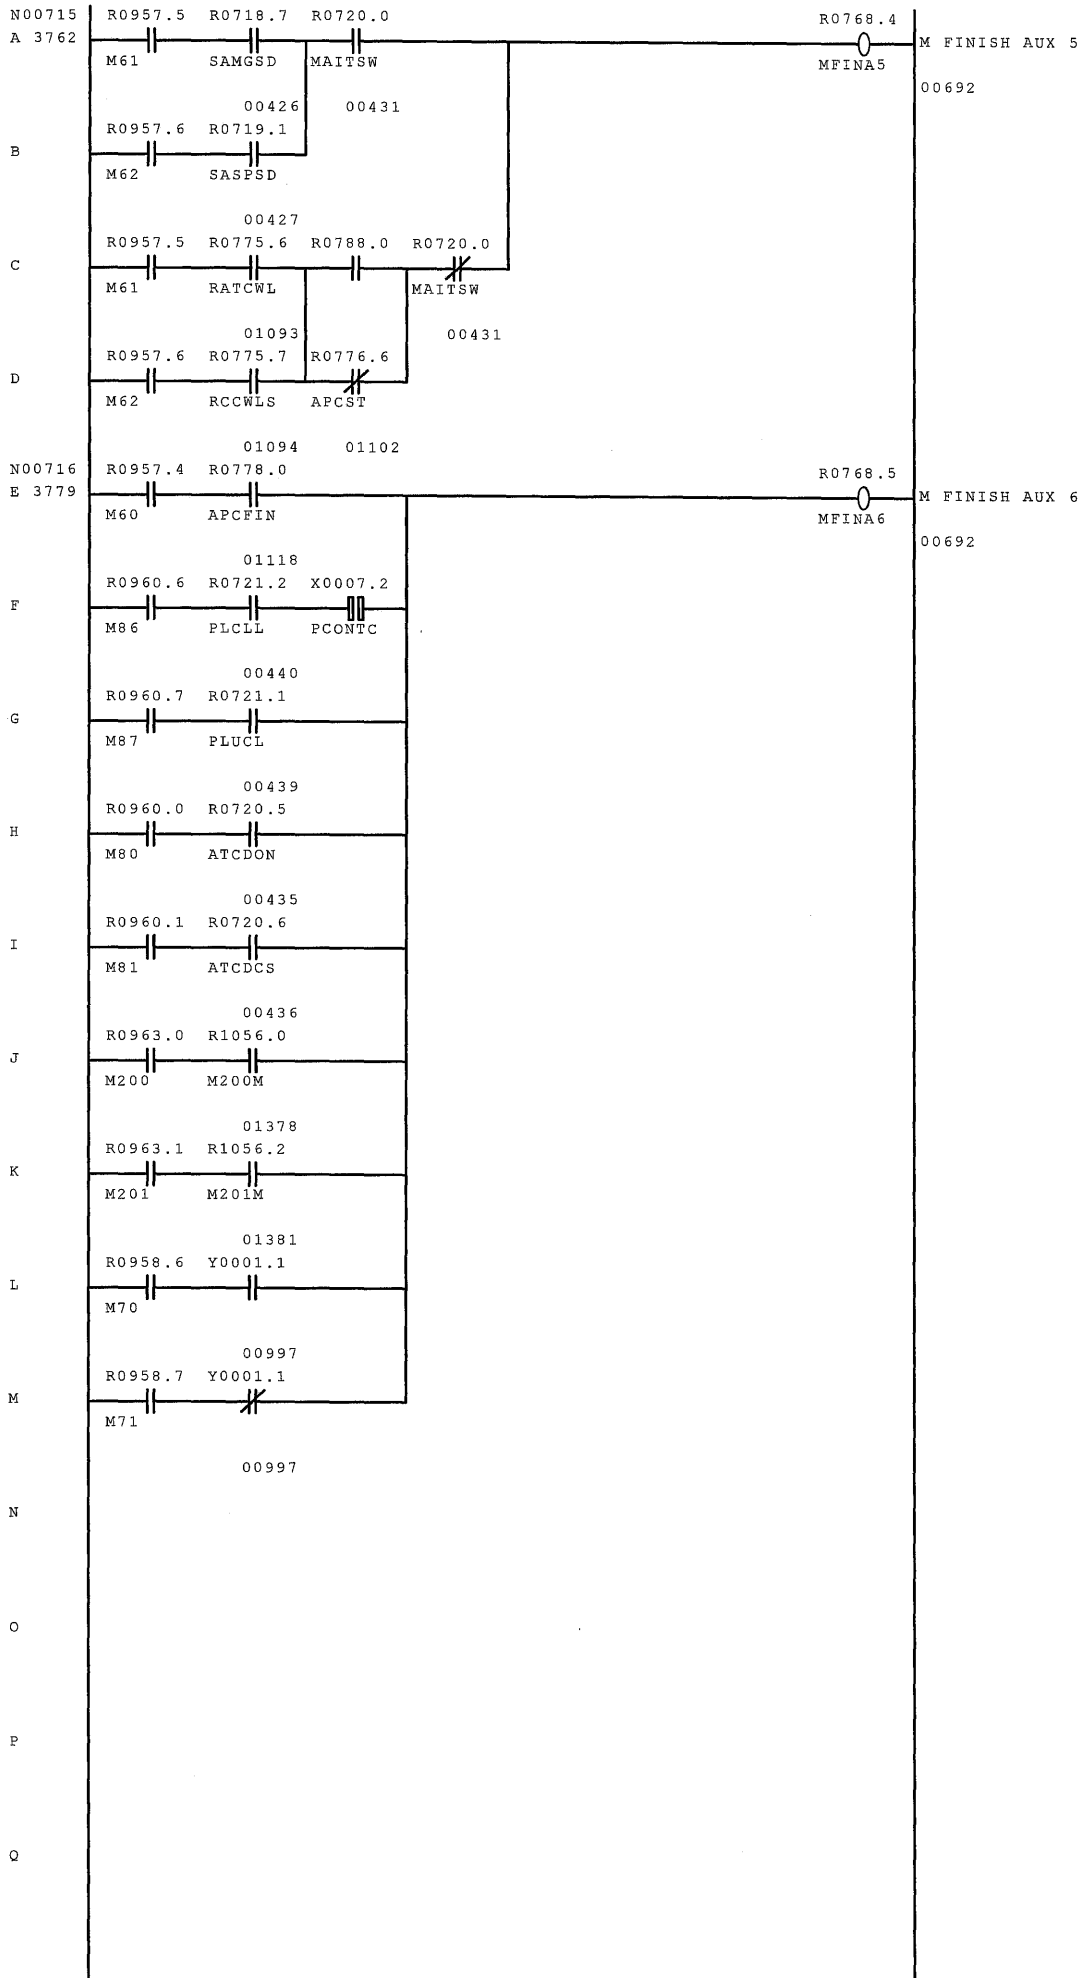 N00715 R0957.5 R0718.7 R0720.0 R0768.4
A 3762 M FINISH AUX 5
M61 SAMGSD MAITSW MFINA5
00692
00426 00431
R0957.6 R0719.1
B
M62 SASPSD
00427
R0957.5 R0775.6 R0788.0 R0720.0
C
M61 RATCWL MAITSW
01093 00431
R0957.6 R0775.7 R0776.6
D
M62 RCCWLS APCST
01094 01102
N00716 R0957.4 R0778.0 R0768.5
E 3779 M FINISH AUX 6
M60 APCFIN MFINA6
00692
01118
R0960.6 R0721.2 X0007.2
F
M86 PLCLL PCONTC
00440
R0960.7 R0721.1
G
M87 PLUCL
00439
R0960.0 R0720.5
H
M80 ATCDON
00435
R0960.1 R0720.6
I
M81 ATCDCS
00436
R0963.0 R1056.0
J
M200 M200M
01378
R0963.1 R1056.2
K
M201 M201M
01381
R0958.6 Y0001.1
L
M70
00997
R0958.7 Y0001.1
M
M71
00997
N
O
P
Q